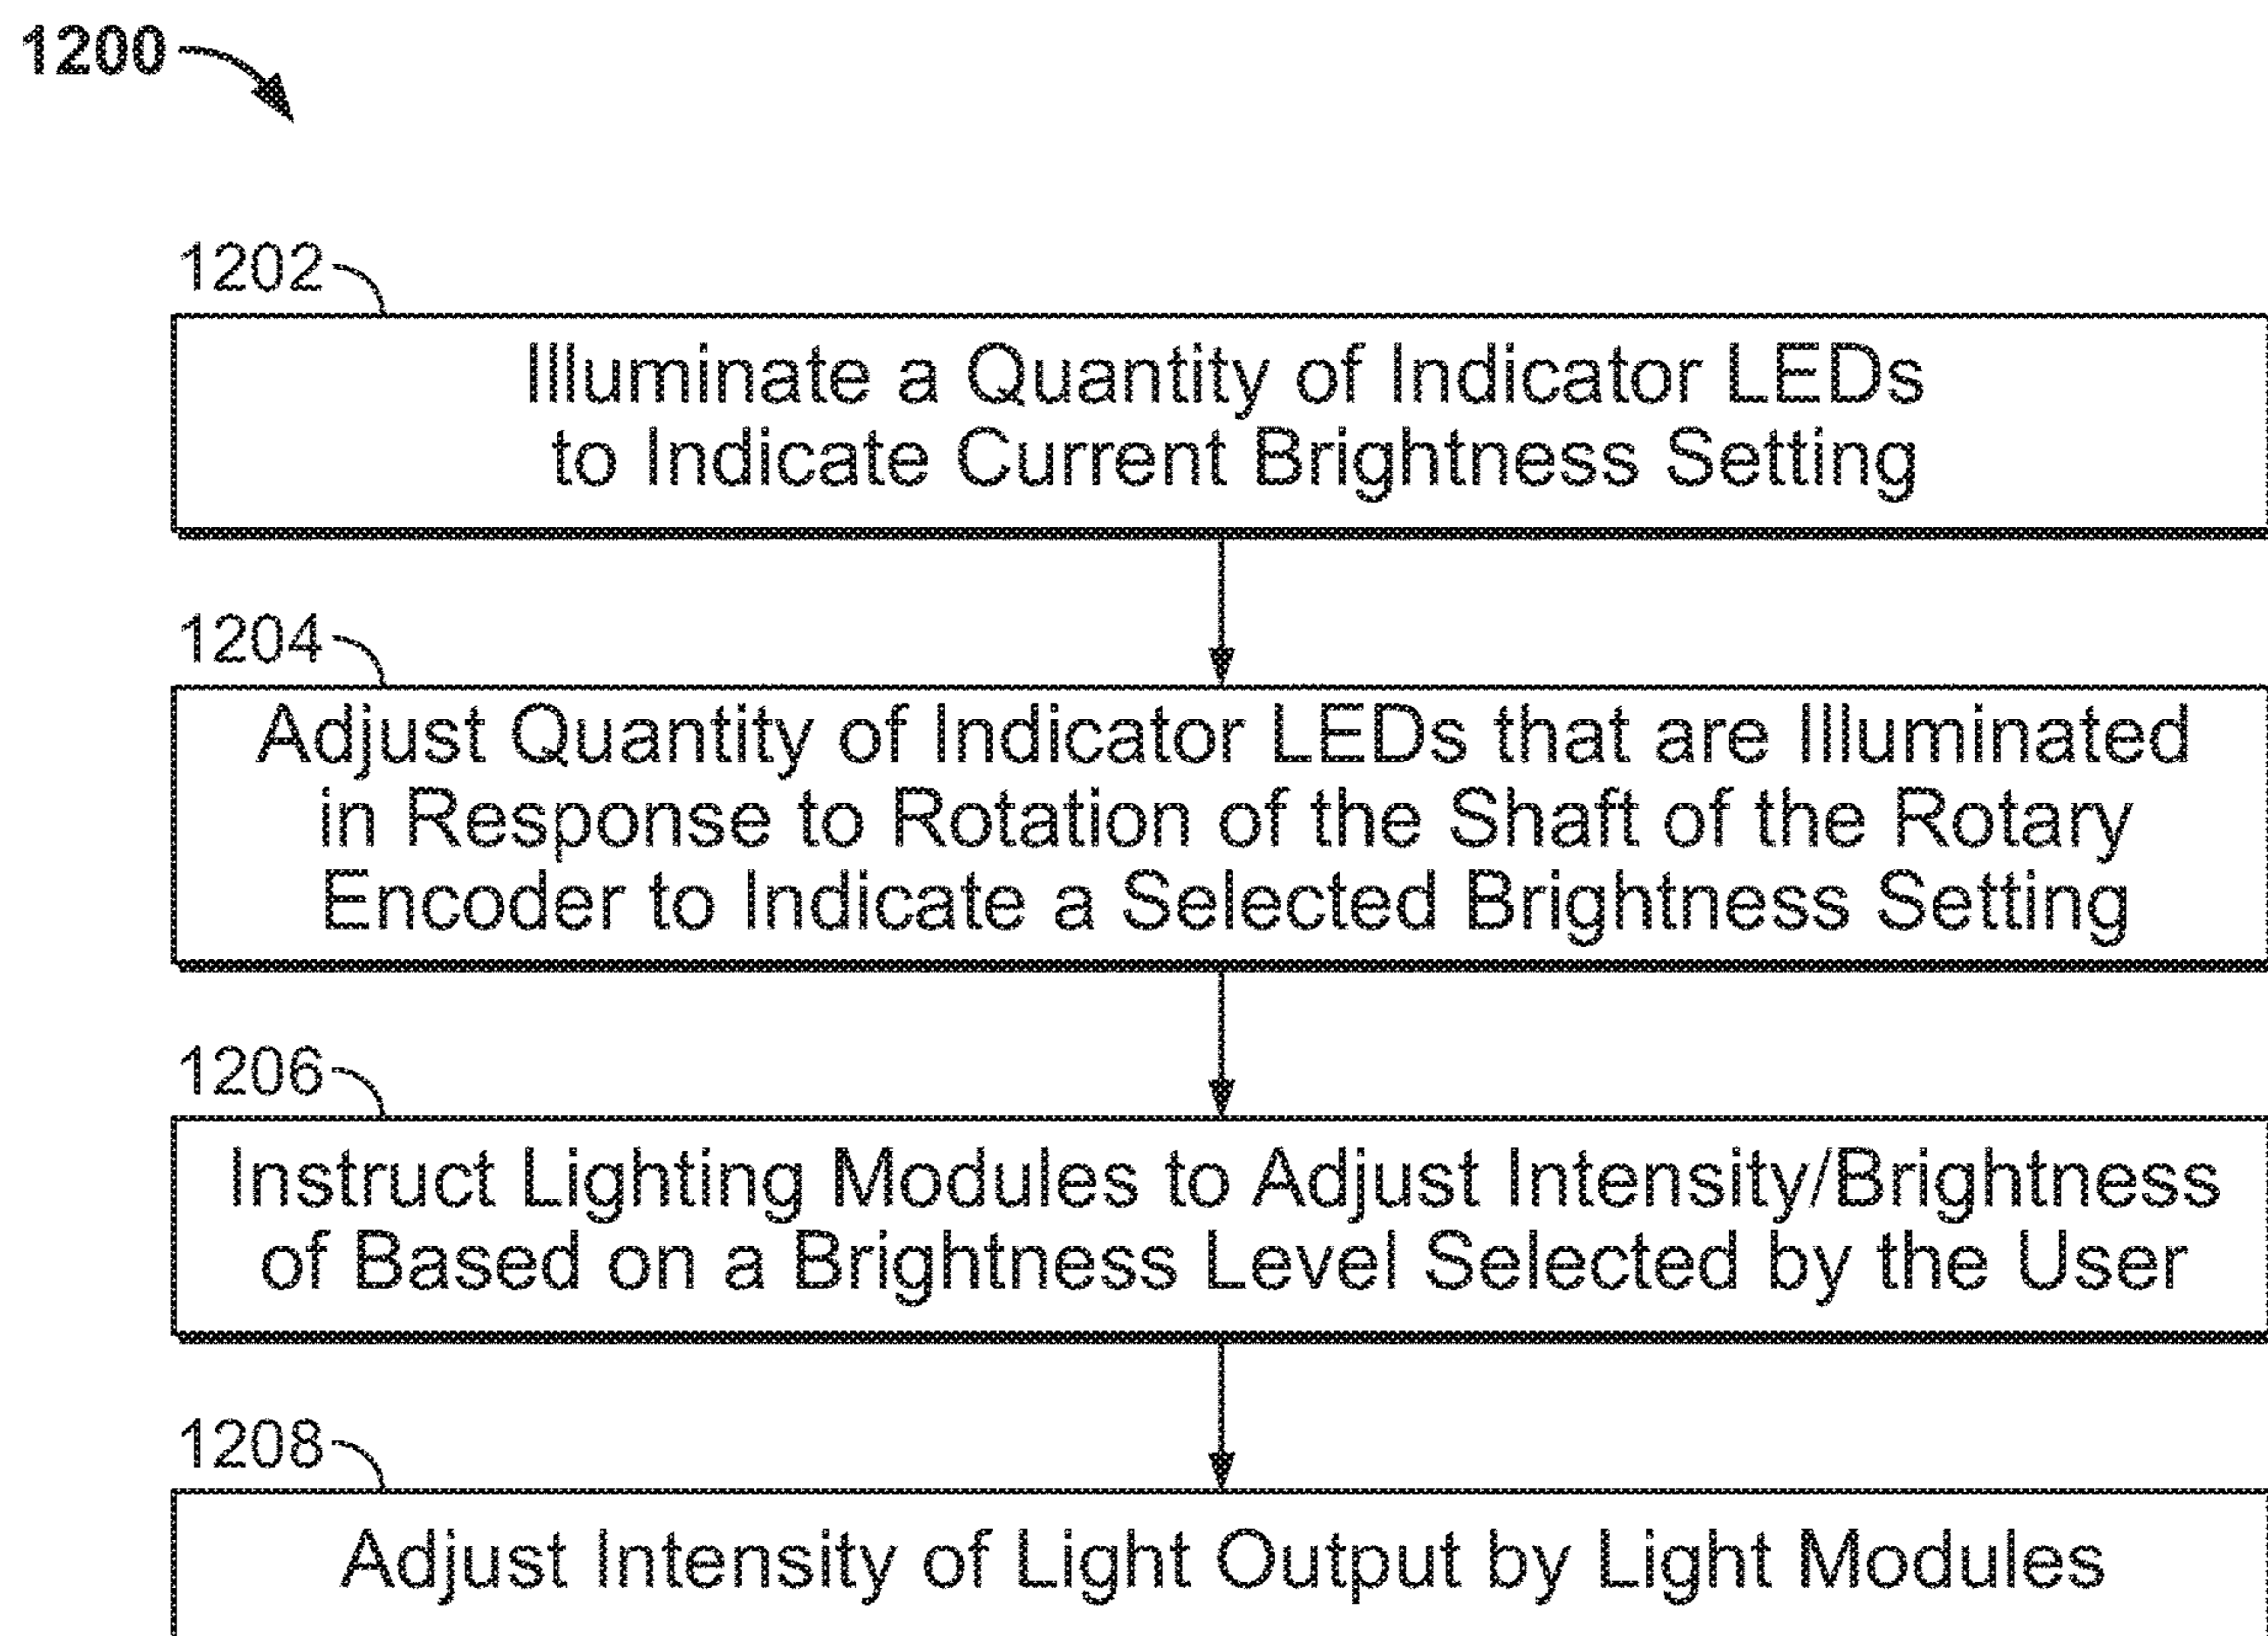 1200
1202
Illuminate a Quantity of Indicator LEDs
to Indicate Current Brightness Setting
1204
Adjust Quantity of Indicator LEDs that are Illuminated
in Response to Rotation of the Shaft of the Rotary
Encoder to Indicate a Selected Brightness Setting
1206
Instruct Lighting Modules to Adjust Intensity/Brightness
of Based on a Brightness Level Selected by the User
1208
Adjust Intensity of Light Output by Light Modules